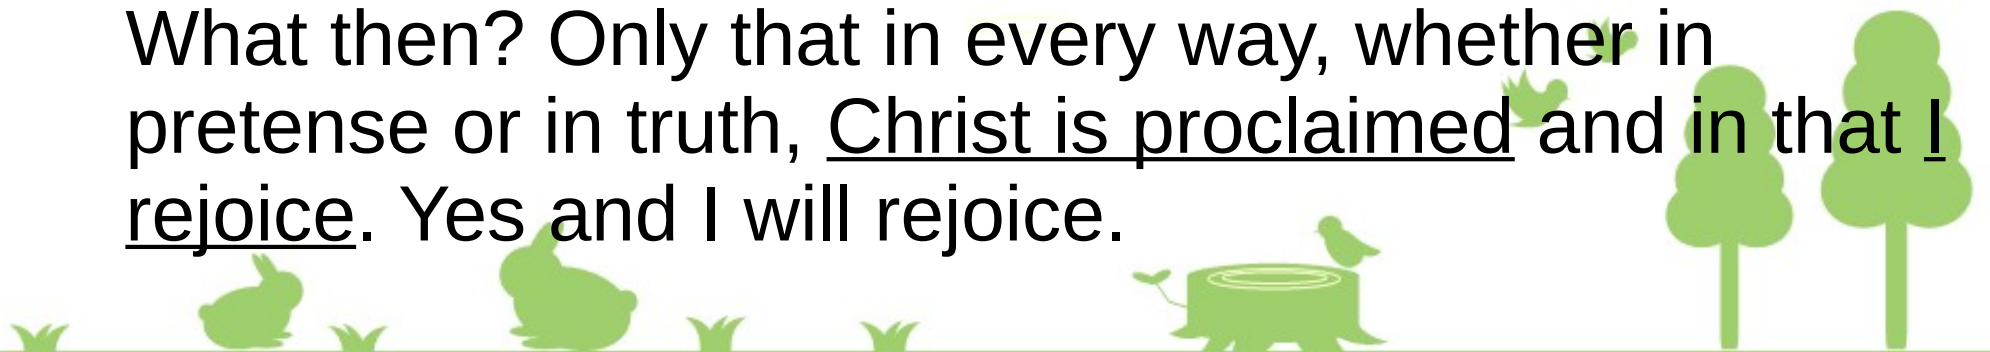 What then? Only that in every way, whether in
pretense or in truth, Christ is proclaimed and in that I
rejoice. Yes and I will rejoice.